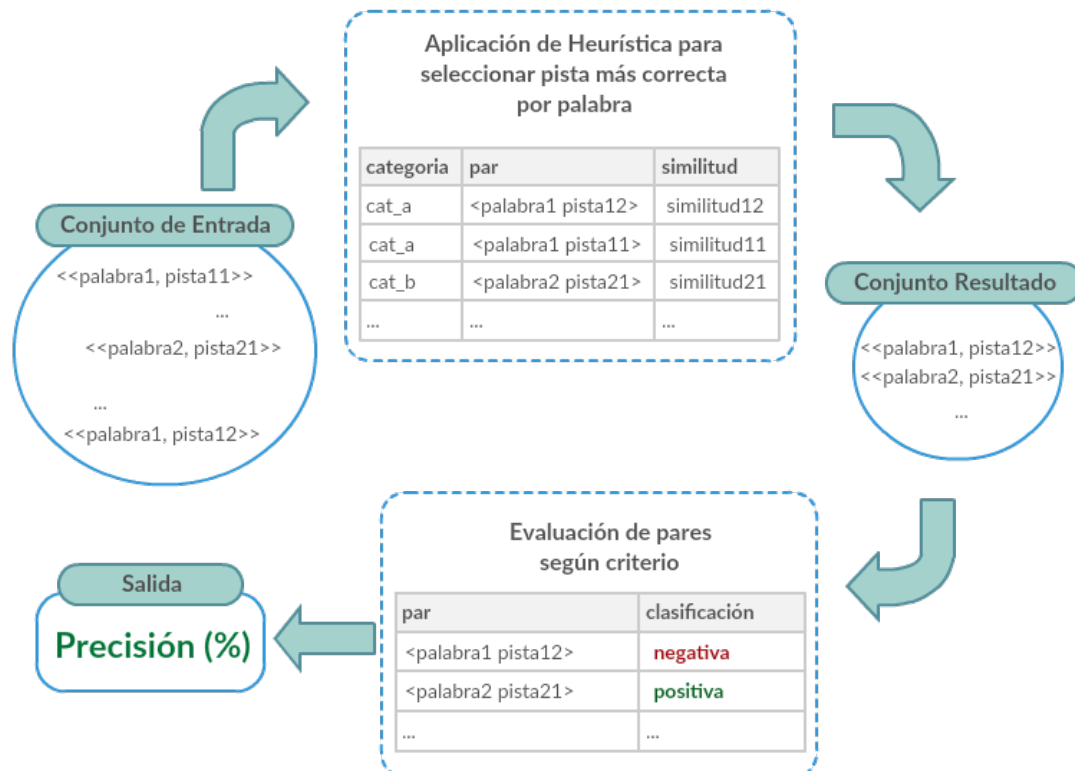 Aplicación de Heurística para
seleccionar pista más correcta
por palabra
categoria par similitud
cat_a <palabra1 pista12> similitud12
cat_a <palabra1 pista11> similitud11
cat_b <palabra2 pista21> similitud21
... ... ...
Conjunto de Entrada
<<palabra1, pista11>>
...
<<palabra2, pista21>>
...
<<palabra1, pista12>>
Conjunto Resultado
<<palabra1, pista12>>
<<palabra2, pista21>>
...
Evaluación de pares
según criterio
par clasificación
<palabra1 pista12> negativa
<palabra2 pista21> positiva
... ...
Salida
Precisión (%)